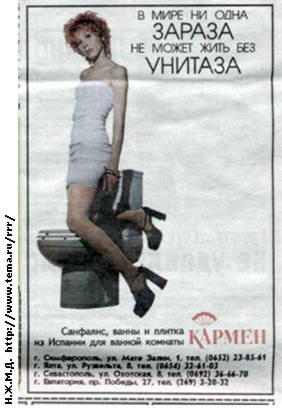 В МИРЕ НИ ОДНА
ЗАРАЗА
НЕ МОЖЕТ ЖИТЬ БЕЗ
УНИТАЗА
Н.Ж.М.Д. http://www.tema.ru/rrr/
Санфаянс, ванны и плитка
из Испании для ванной комнаты
КАРМЕН
г. Симферополь, ул. Мате Залки, 1, тел. (0652) 23-85-61
г. Ялта, ул. Рузвельта, 8, тел. (0654) 32-61-03
г. Севастополь, ул. Охотская, 8, тел. (0692) 36-66-70
г. Евпатория, пр. Победы, 27, тел. (269) 3-20-32